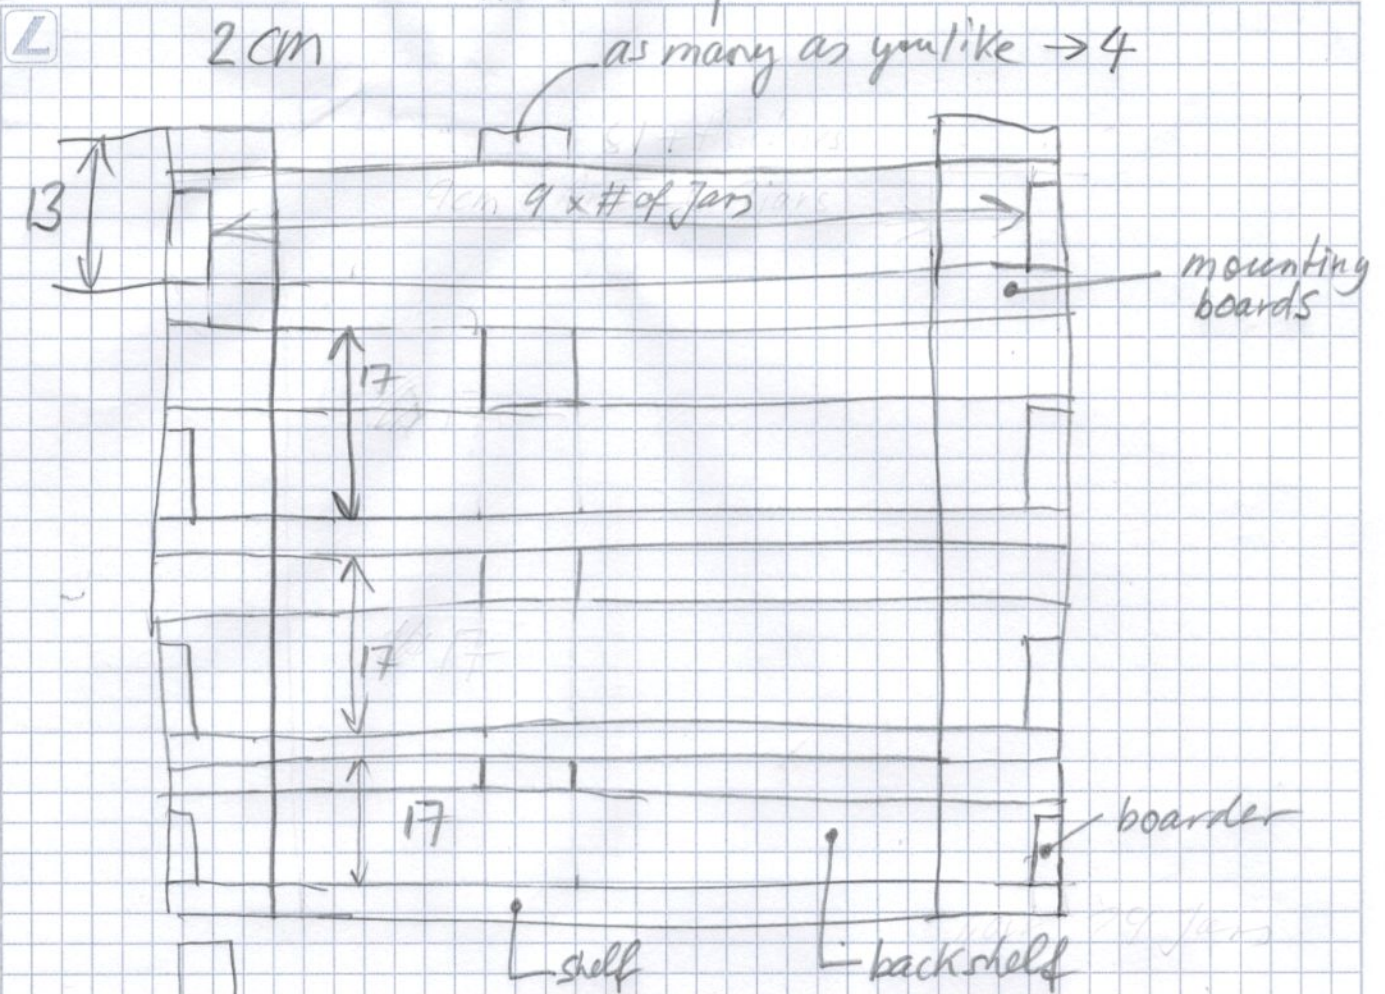 2 cm
as many as you like → 4
13
9 x # of Jars
mounting
boards
17
17
17
boarder
shelf
backshelf